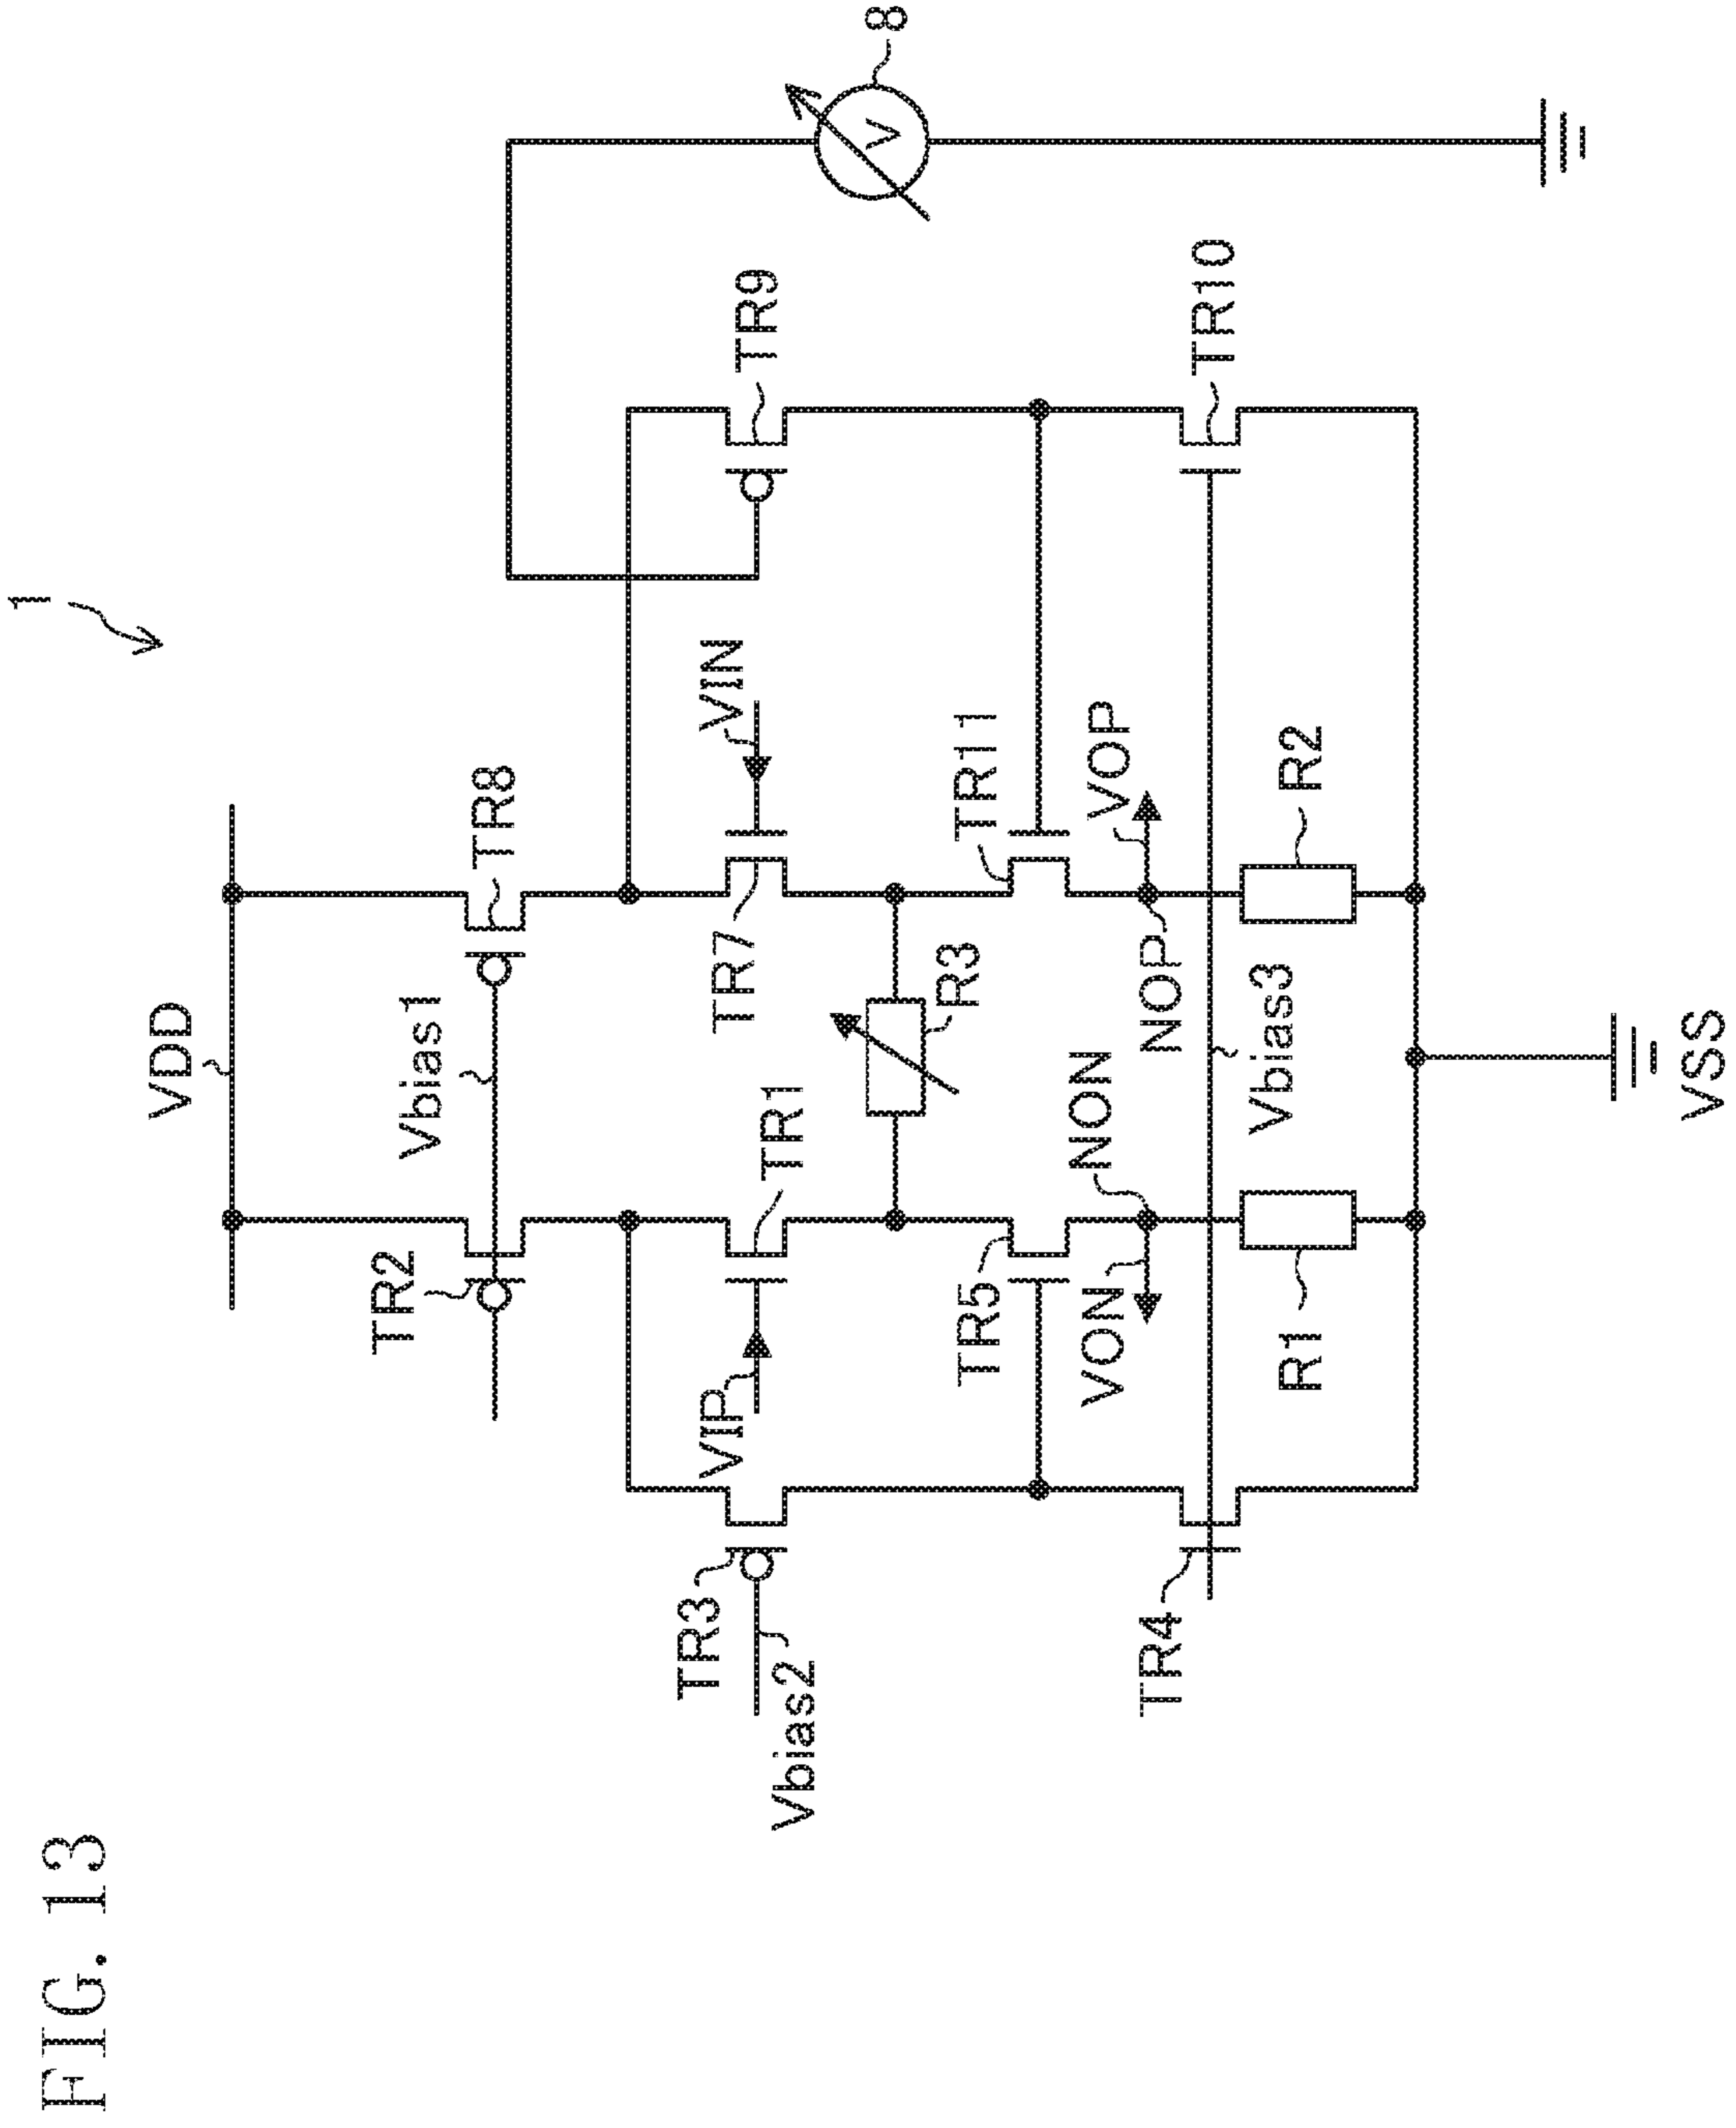 FIG. 13
1
VDD
TR2
Vbias1
TR8
8
V
TR3
Vbias2
VIP
TR1
TR7
VIN
TR9
R3
TR5
TR11
VON
NON
NOP
VOP
TR4
TR10
R1
Vbias3
R2
VSS